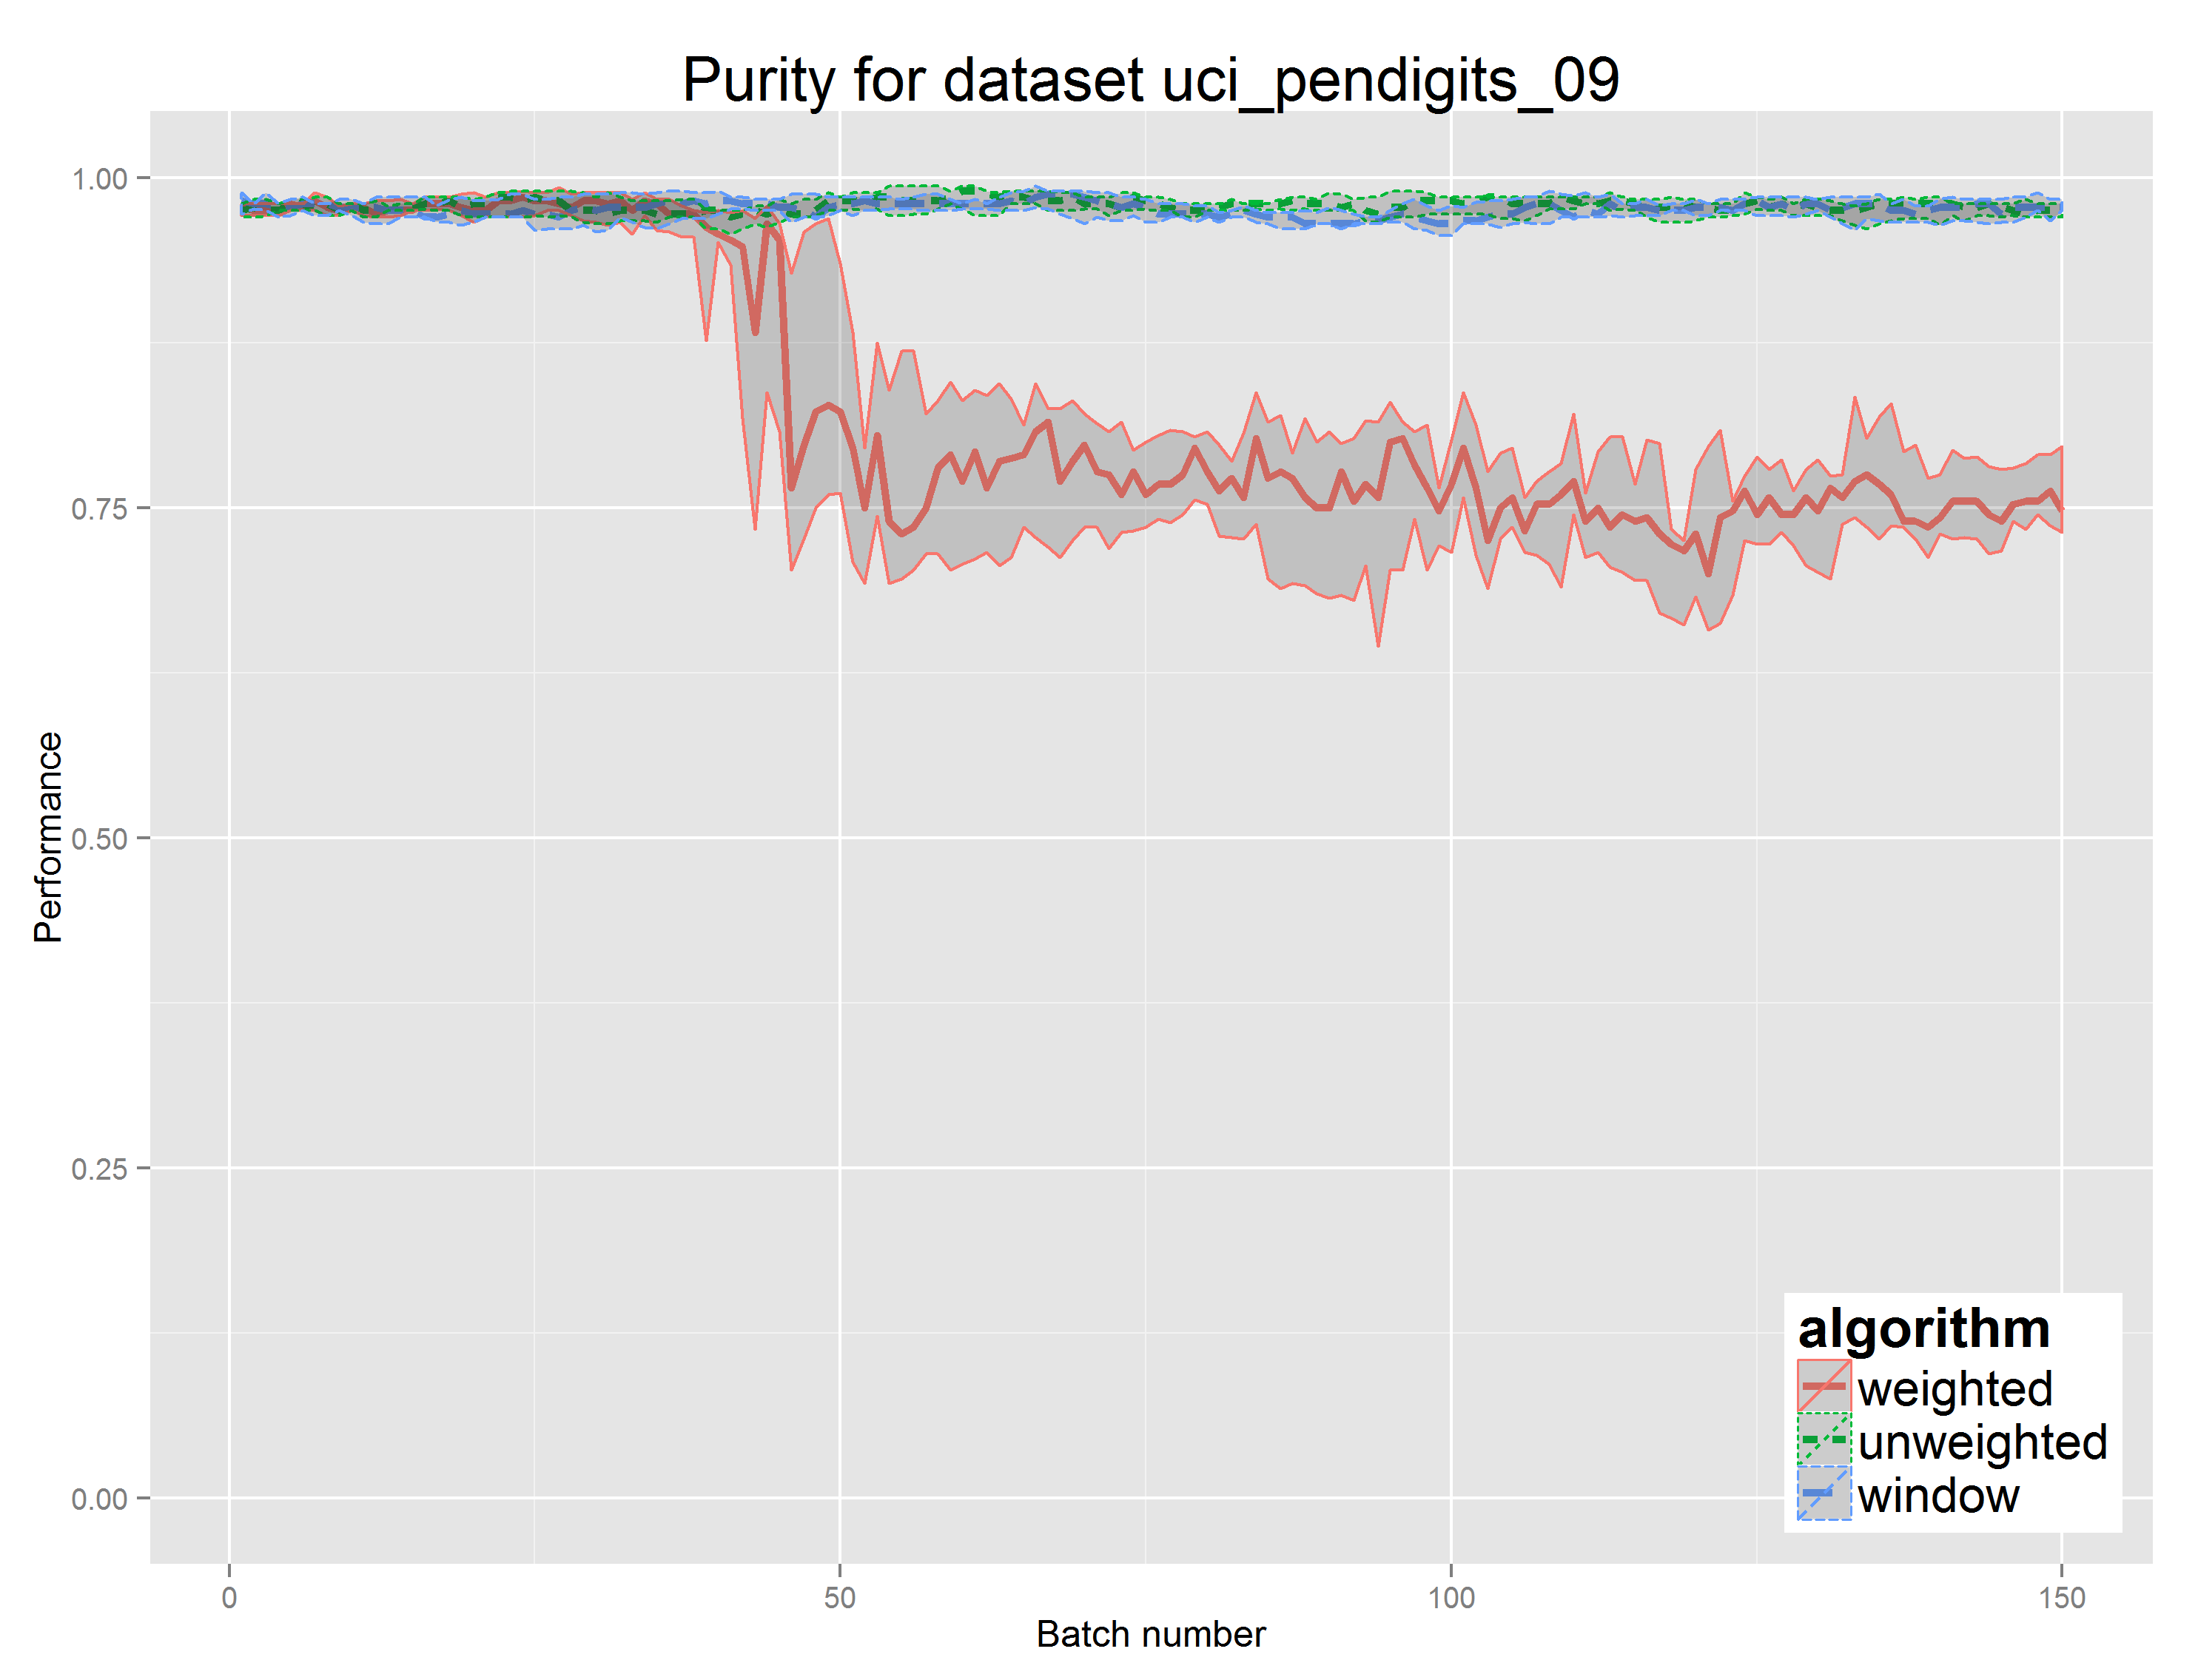 Purity for dataset uci_pendigits_09
Performance
1.00
0.75
0.50
0.25
0.00
0
50
100
150
Batch number
algorithm
weighted
unweighted
window